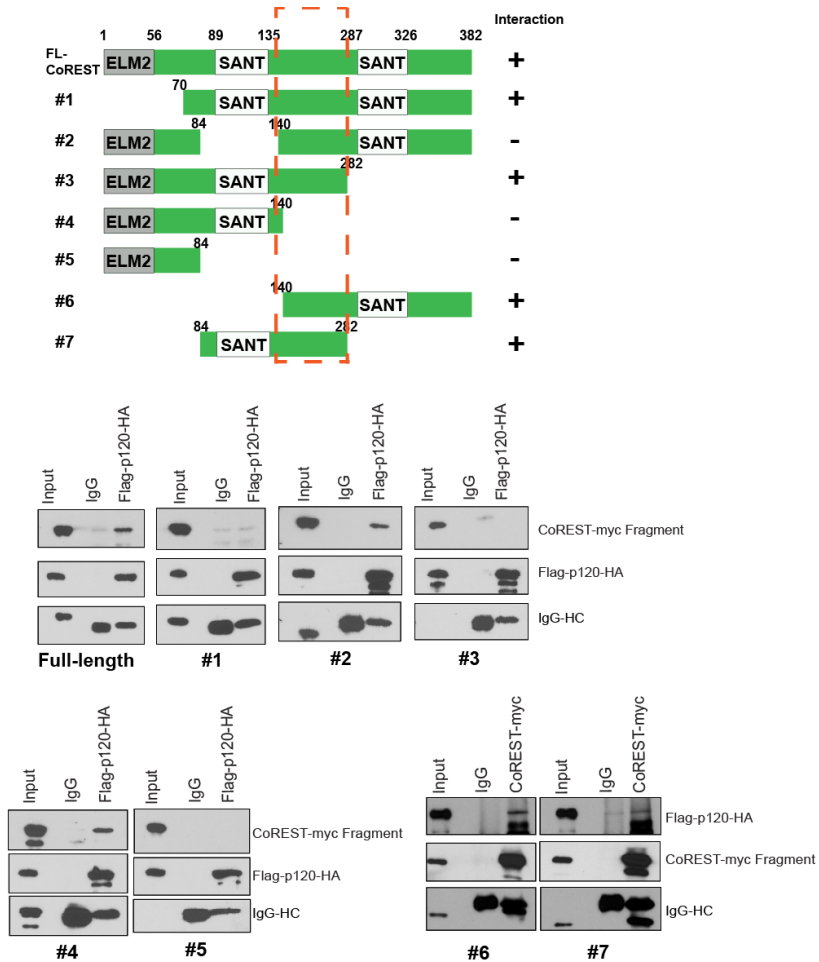 Interaction
1 56 89 135 287 326 382
FL-
CoREST
ELM2 SANT SANT +
70
#1 SANT SANT +
84 140
#2 ELM2 SANT -
282
#3 ELM2 SANT +
140
#4 ELM2 SANT -
84
#5 ELM2 -
140
#6 SANT +
84 282
#7 SANT +
Input IgG Flag-p120-HA Input IgG Flag-p120-HA Input IgG Flag-p120-HA Input IgG Flag-p120-HA
CoREST-myc Fragment
Flag-p120-HA
IgG-HC
Full-length #1 #2 #3
Input IgG Flag-p120-HA Input IgG Flag-p120-HA
CoREST-myc Fragment
Flag-p120-HA
IgG-HC
#4 #5
Input IgG CoREST-myc Input IgG CoREST-myc
Flag-p120-HA
CoREST-myc Fragment
IgG-HC
#6 #7